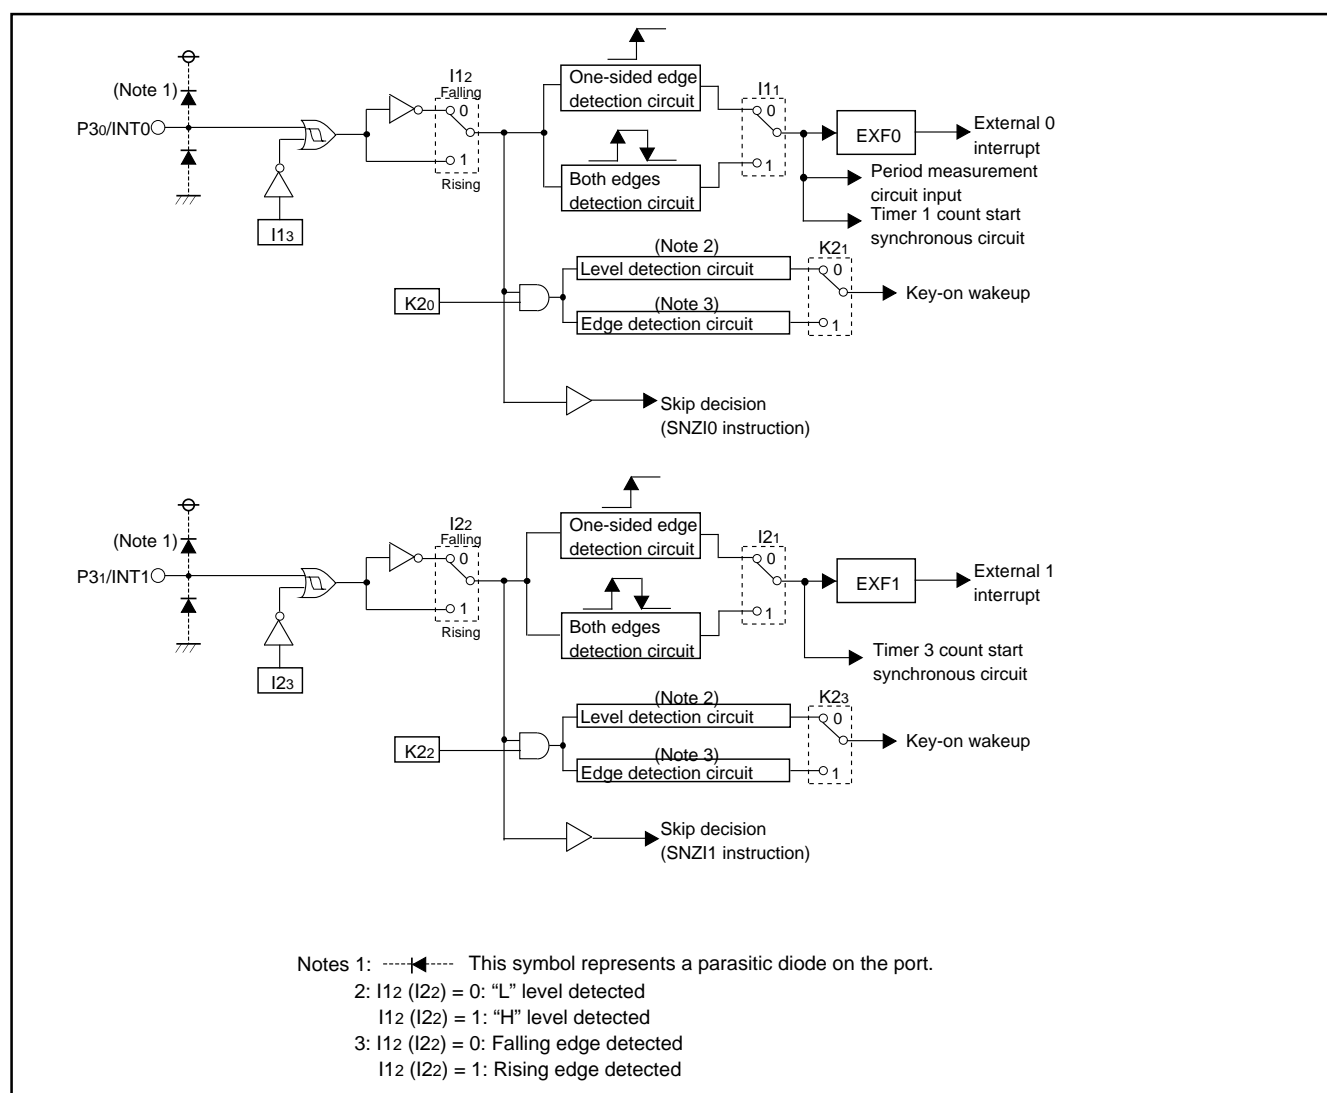 (Note 1)
P30/INT0
I13
I12
Falling
0
1
Rising
One-sided edge
detection circuit
Both edges
detection circuit
I11
0
1
EXF0
External 0
interrupt
Period measurement
circuit input
Timer 1 count start
synchronous circuit
K20
(Note 2)
Level detection circuit
(Note 3)
Edge detection circuit
K21
0
1
Key-on wakeup
Skip decision
(SNZI0 instruction)
(Note 1)
P31/INT1
I23
I22
Falling
0
1
Rising
One-sided edge
detection circuit
Both edges
detection circuit
I21
0
1
EXF1
External 1
interrupt
Timer 3 count start
synchronous circuit
K22
(Note 2)
Level detection circuit
(Note 3)
Edge detection circuit
K23
0
1
Key-on wakeup
Skip decision
(SNZI1 instruction)
Notes 1: This symbol represents a parasitic diode on the port.
2: I12 (I22) = 0: “L” level detected
I12 (I22) = 1: “H” level detected
3: I12 (I22) = 0: Falling edge detected
I12 (I22) = 1: Rising edge detected